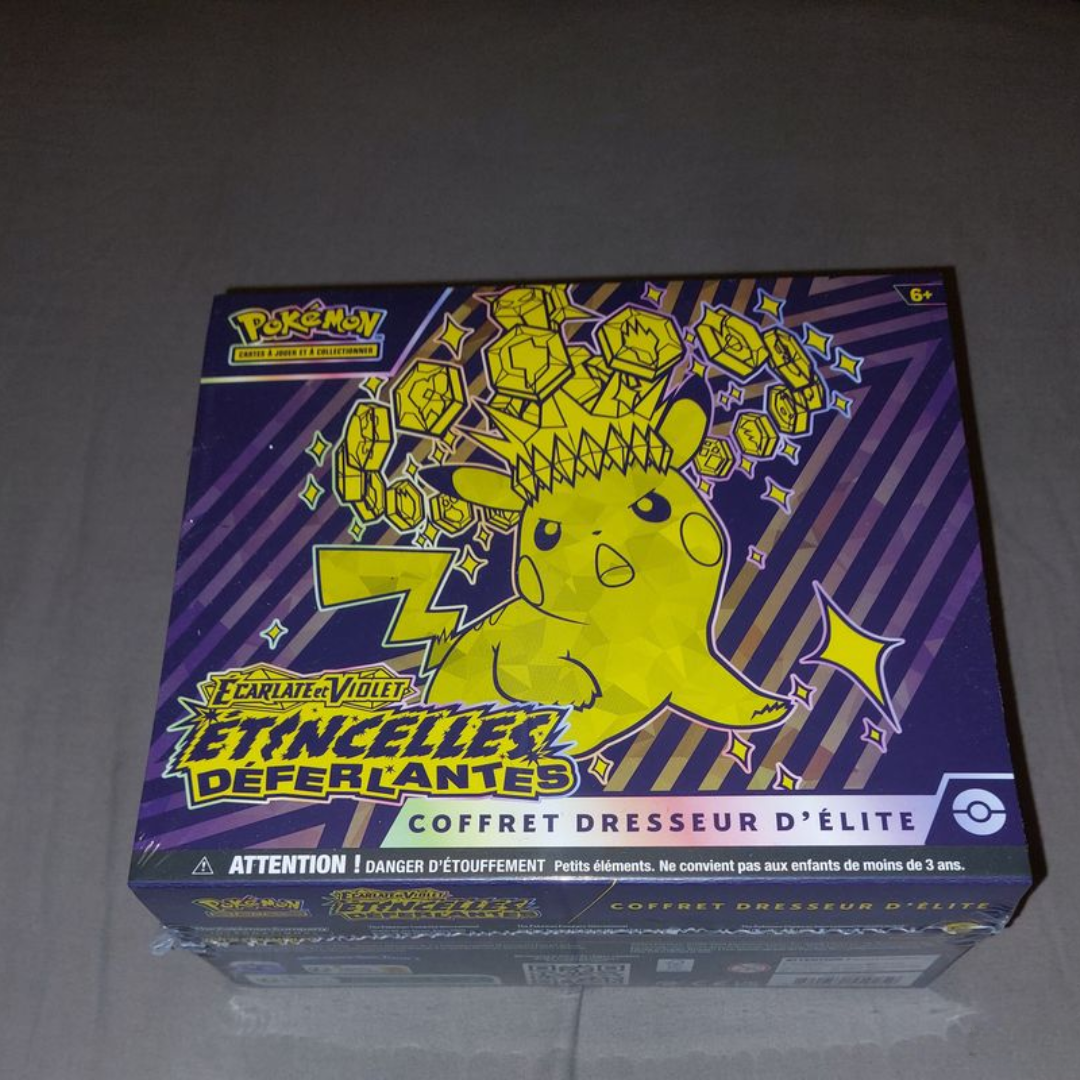 POKéMON
CARTES À JOUER ET À COLLECTIONNER
6+
ÉCARLATE ET VIOLET
ÉTINCELLES
DÉFERLANTES
COFFRET DRESSEUR D'ÉLITE
ATTENTION ! DANGER D'ÉTOUFFEMENT Petits éléments. Ne convient pas aux enfants de moins de 3 ans.
POKéMON
ÉCARLATE ET VIOLET
ÉTINCELLES
DÉFERLANTES
COFFRET DRESSEUR D'ÉLITE